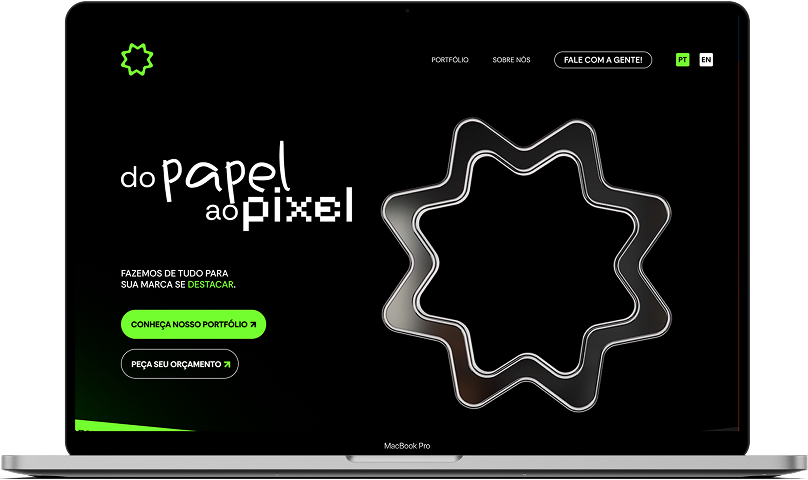 PORTFÓLIO
SOBRE NÓS
FALE COM A GENTE!
PT
EN
do papel
ao pixel
FAZEMOS DE TUDO PARA
SUA MARCA SE DESTACAR.
CONHEÇA NOSSO PORTFÓLIO
PEÇA SEU ORÇAMENTO
MacBook Pro